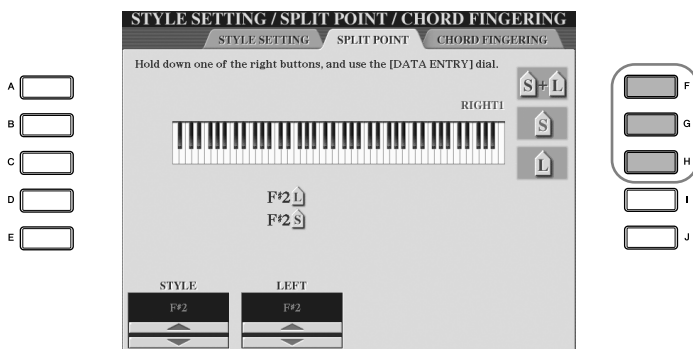 STYLE SETTING / SPLIT POINT / CHORD FINGERING
STYLE SETTING SPLIT POINT CHORD FINGERING
Hold down one of the right buttons, and use the [DATA ENTRY] dial.
S+L
RIGHT1
S
L
F♯2 L
F♯2 S
STYLE LEFT
F♯2 F♯2
A
B
C
D
E
F
G
H
I
J